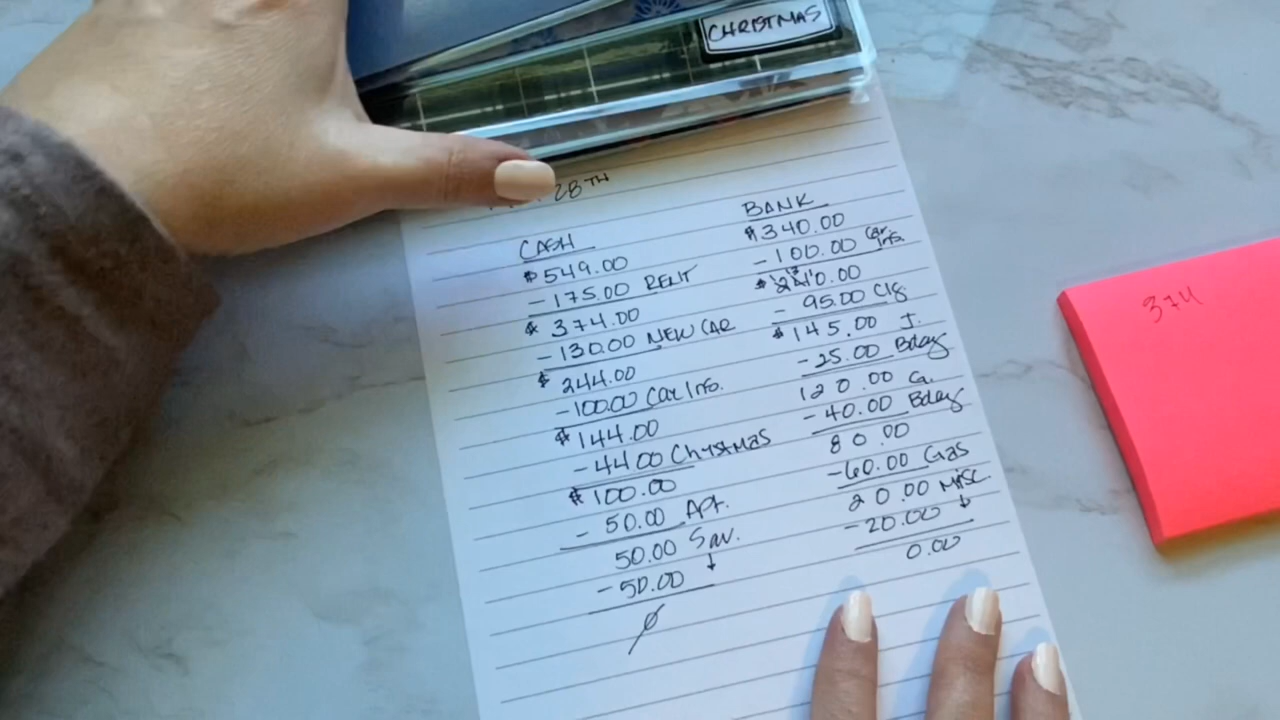 CHRISTMAS
28TH
CASH
$549.00
-175.00 RENT
$374.00
-130.00 NEW CAR
$244.00
-100.00 Car Ins.
$144.00
-44.00 Christmas
$100.00
-50.00 Apt.
50.00 Sav.
-50.00 ↓
Ø
BANK
$340.00
-100.00 Car Ins.
$240.00
-95.00 Clg
$145.00 J.
-25.00 Bday
120.00 G.
-40.00 Bday
80.00
-60.00 Gas
20.00 Misc.
-20.00 ↓
0.00
374